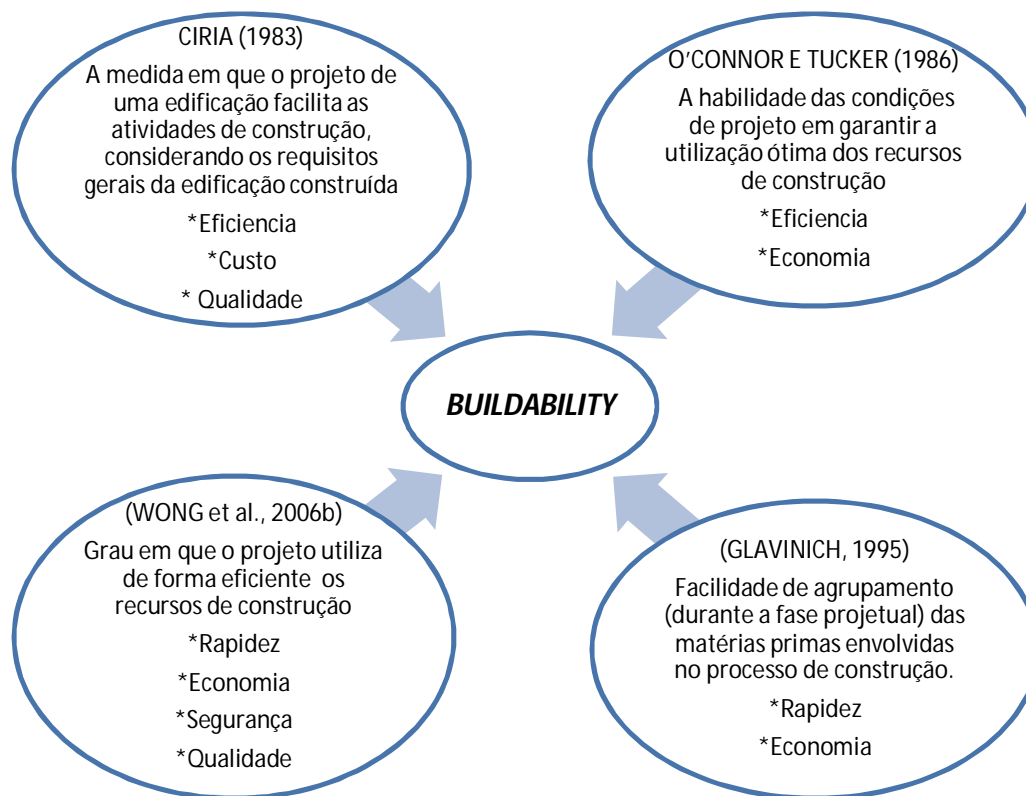 CIRIA (1983)
A medida em que o projeto de
uma edificação facilita as
atividades de construção,
considerando os requisitos
gerais da edificação construída
*Eficiencia
*Custo
* Qualidade
O'CONNOR E TUCKER (1986)
A habilidade das condições
de projeto em garantir a
utilização ótima dos recursos
de construção
*Eficiencia
*Economia
BUILDABILITY
(WONG et al., 2006b)
Grau em que o projeto utiliza
de forma eficiente os
recursos de construção
*Rapidez
*Economia
*Segurança
*Qualidade
(GLAVINICH, 1995)
Facilidade de agrupamento
(durante a fase projetual) das
matérias primas envolvidas
no processo de construção.
*Rapidez
*Economia